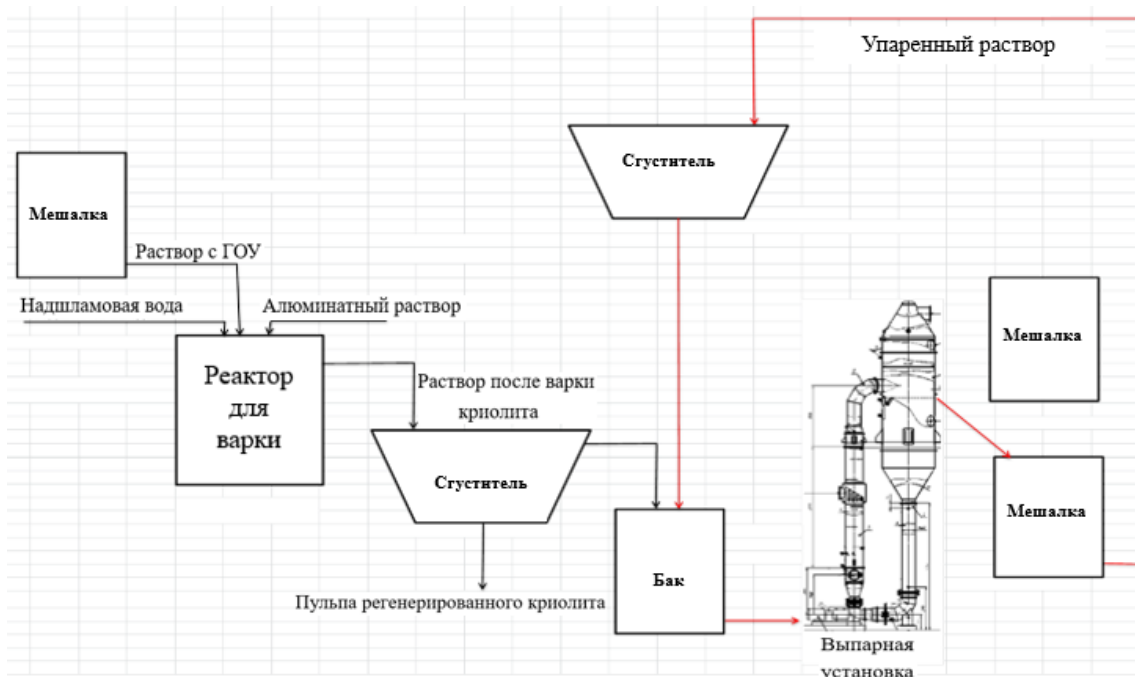 Упаренный раствор
Сгуститель
Мешалка
Раствор с ГОУ
Надшламовая вода
Алюминатный раствор
Реактор
для
варки
Раствор после варки
криолита
Сгуститель
Пульпа регенерированного криолита
Бак
Мешалка
Мешалка
Выпарная
установка